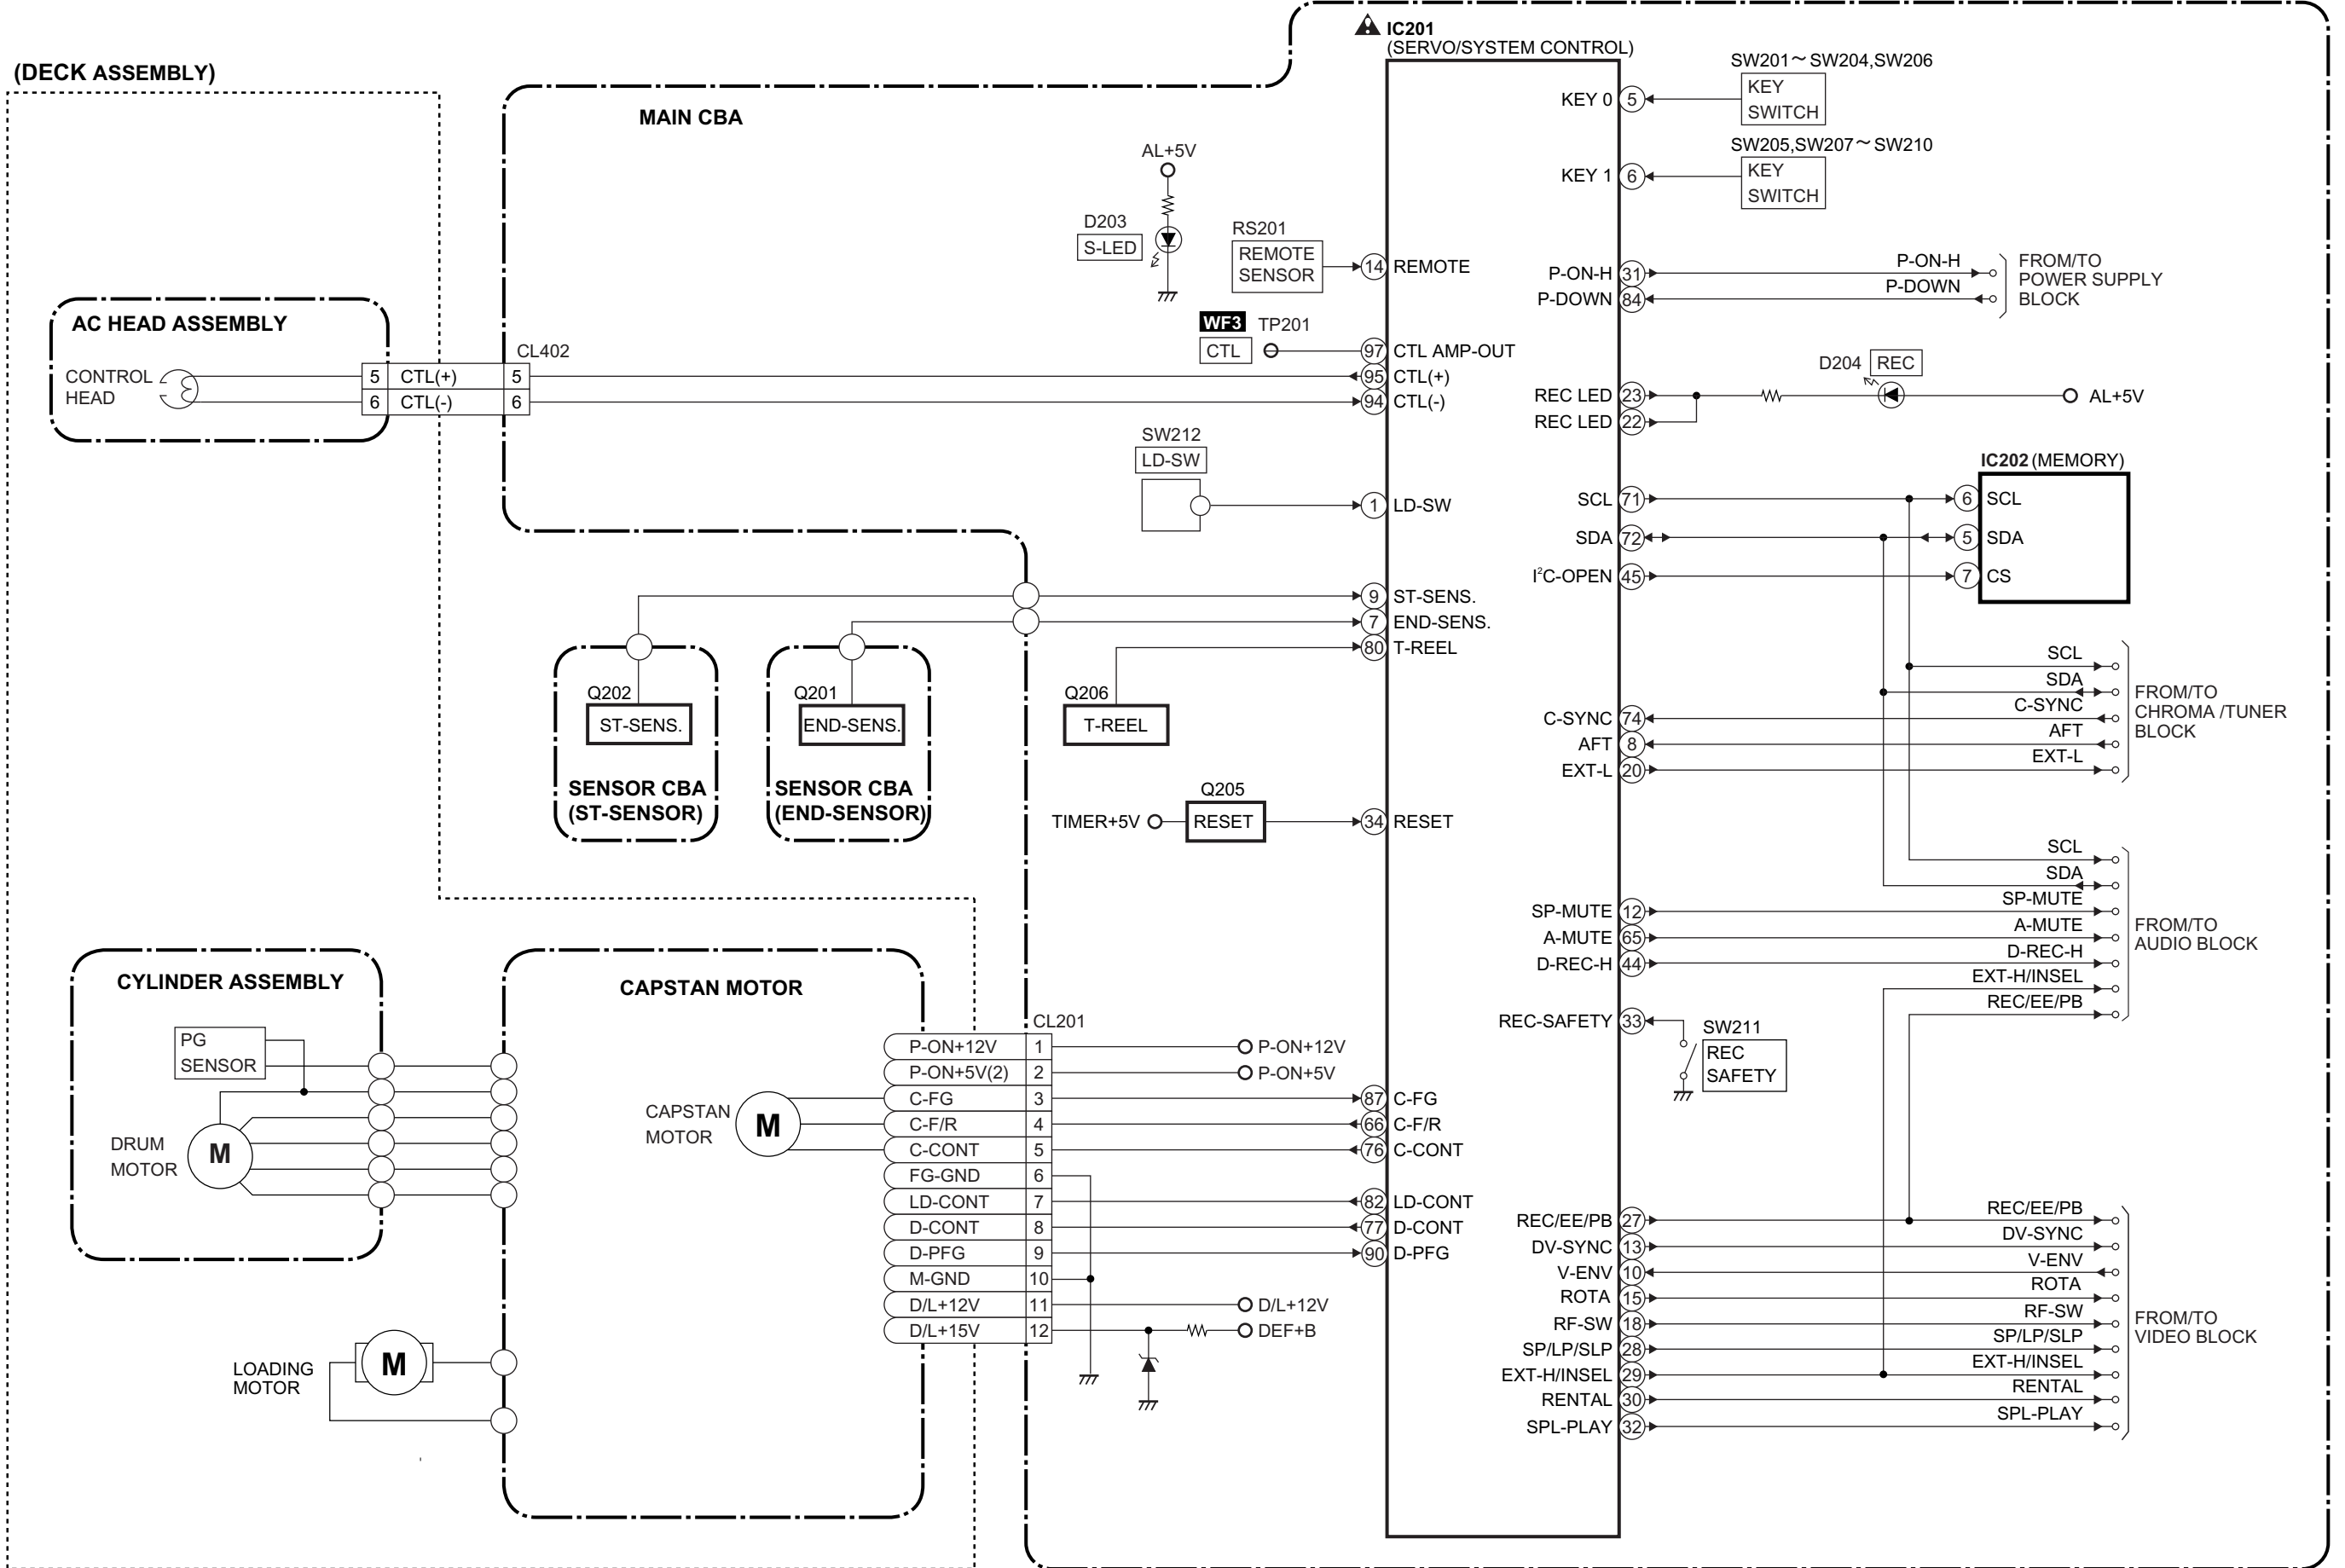 (DECK ASSEMBLY)
MAIN CBA
IC201
(SERVO/SYSTEM CONTROL)
AC HEAD ASSEMBLY
CONTROL
HEAD
5 CTL(+) 5
6 CTL(-) 6
CL402
AL+5V
D203
S-LED
RS201
REMOTE
SENSOR
14 REMOTE
WF3 TP201
CTL
97 CTL AMP-OUT
95 CTL(+)
94 CTL(-)
SW212
LD-SW
1 LD-SW
9 ST-SENS.
7 END-SENS.
80 T-REEL
Q202
ST-SENS.
SENSOR CBA
(ST-SENSOR)
Q201
END-SENS.
SENSOR CBA
(END-SENSOR)
Q206
T-REEL
Q205
TIMER+5V
RESET
34 RESET
CYLINDER ASSEMBLY
PG
SENSOR
DRUM
MOTOR
M
LOADING
MOTOR
M
CAPSTAN MOTOR
CAPSTAN
MOTOR
M
CL201
P-ON+12V 1
P-ON+5V(2) 2
C-FG 3
C-F/R 4
C-CONT 5
FG-GND 6
LD-CONT 7
D-CONT 8
D-PFG 9
M-GND 10
D/L+12V 11
D/L+15V 12
P-ON+12V
P-ON+5V
D/L+12V
DEF+B
87 C-FG
66 C-F/R
76 C-CONT
82 LD-CONT
77 D-CONT
90 D-PFG
SW201~SW204,SW206
KEY
SWITCH
KEY 0 5
SW205,SW207~SW210
KEY
SWITCH
KEY 1 6
P-ON-H 31
P-DOWN 84
P-ON-H
P-DOWN
FROM/TO
POWER SUPPLY
BLOCK
D204 REC
REC LED 23
REC LED 22
AL+5V
IC202 (MEMORY)
SCL 71
SDA 72
I²C-OPEN 45
6 SCL
5 SDA
7 CS
C-SYNC 74
AFT 8
EXT-L 20
SCL
SDA
C-SYNC
AFT
EXT-L
FROM/TO
CHROMA /TUNER
BLOCK
SP-MUTE 12
A-MUTE 65
D-REC-H 44
SCL
SDA
SP-MUTE
A-MUTE
D-REC-H
EXT-H/INSEL
REC/EE/PB
FROM/TO
AUDIO BLOCK
REC-SAFETY 33
SW211
REC
SAFETY
REC/EE/PB 27
DV-SYNC 13
V-ENV 10
ROTA 15
RF-SW 18
SP/LP/SLP 28
EXT-H/INSEL 29
RENTAL 30
SPL-PLAY 32
REC/EE/PB
DV-SYNC
V-ENV
ROTA
RF-SW
SP/LP/SLP
EXT-H/INSEL
RENTAL
SPL-PLAY
FROM/TO
VIDEO BLOCK